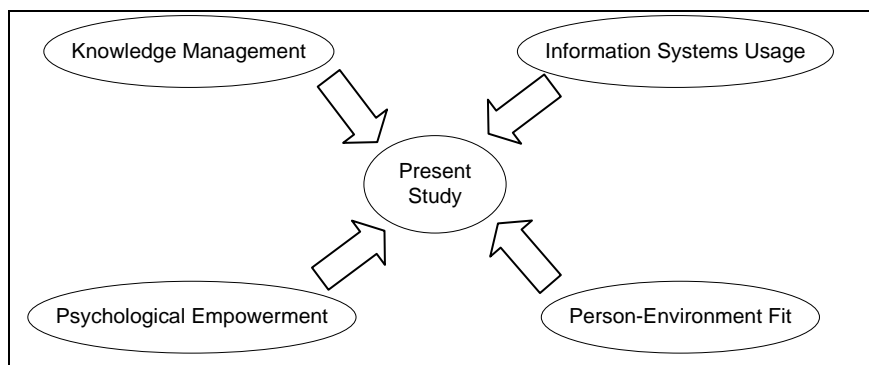 Knowledge Management
Information Systems Usage
Present
Study
Psychological Empowerment
Person-Environment Fit